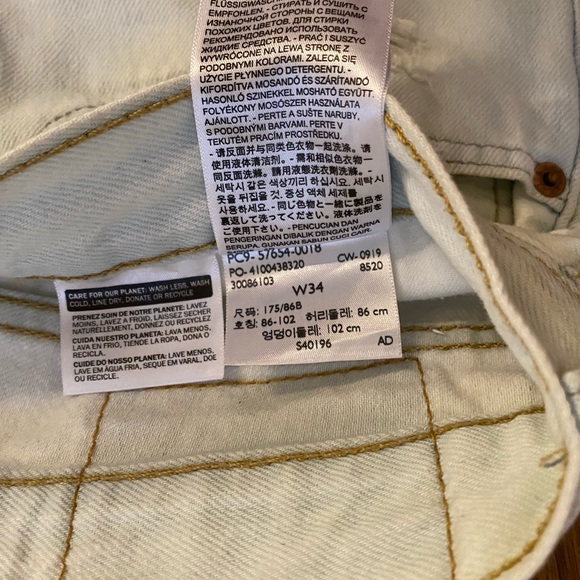 FLÜSSIGWASCHMITTEL
EMPFOHLEN. - СТИРАТЬ И СУШИТЬ С
ИЗНАНОЧНОЙ СТОРОНЫ С ВЕЩАМИ
ПОХОЖИХ ЦВЕТОВ. ДЛЯ СТИРКИ
РЕКОМЕНДОВАНО ИСПОЛЬЗОВАТЬ
ЖИДКИЕ СРЕДСТВА. - PRAĆ I SUSZYĆ
WYWRÓCONE NA LEWĄ STRONĘ Z
PODOBNYMI KOLORAMI. ZALECA SIĘ
UŻYCIE PŁYNNEGO DETERGENTU. -
KIFORDÍTVA MOSANDÓ ÉS SZÁRÍTANDÓ
HASONLÓ SZINEKKEL MOSHATÓ EGYÜTT.
FOLYÉKONY MOSÓSZER HASZNÁLATA
AJÁNLOTT - PERTE A SUŠTE NARUBY,
S PODOBNÝMI BARVAMI. PERTE V
TEKUTÉM PRACÍM PROSTŘEDKU.
- 请反面并与同类色衣物一起洗涤。
请使用液体清洁剂。- 需和相似色衣物
一同反面洗滌。請使用液體洗衣劑洗滌。-
세탁시 같은 색상끼리 하십시오.
옷을 뒤집을 것. 중성 액체 세제를
사용하세요. - 同じ色物と一緒に製品を
裏返して洗ってください。液体洗剤を
ご使用下さい。- PENCUCIAN DAN
PENGERINGAN DIBALIK DENGAN WARNA
SERUPA. GUNAKAN SABUN CUCI CAIR.
PC9- 57654-0018
PO-4100438320 CW-0919
30086103 8520
W34
尺码: 175/86B
호칭: 86-102 허리둘레: 86 cm
엉덩이둘레: 102 cm
S40196 AD
CARE FOR OUR PLANET: WASH LESS, WASH
COLD, LINE DRY, DONATE OR RECYCLE
PRENEZ SOIN DE NOTRE PLANÈTE: LAVEZ
MOINS, LAVEZ À FROID, LAISSEZ SÉCHER
NATURELLEMENT, DONNEZ OU RECYCLEZ
CUIDA NUESTRO PLANETA: LAVA MENOS,
LAVA EN FRÍO, TIENDE LA ROPA, DONA O
RECICLA.
CUIDE DO NOSSO PLANETA: LAVE MENOS,
LAVE EM ÁGUA FRIA, SEQUE EM VARAL, DOE
OU RECICLE.